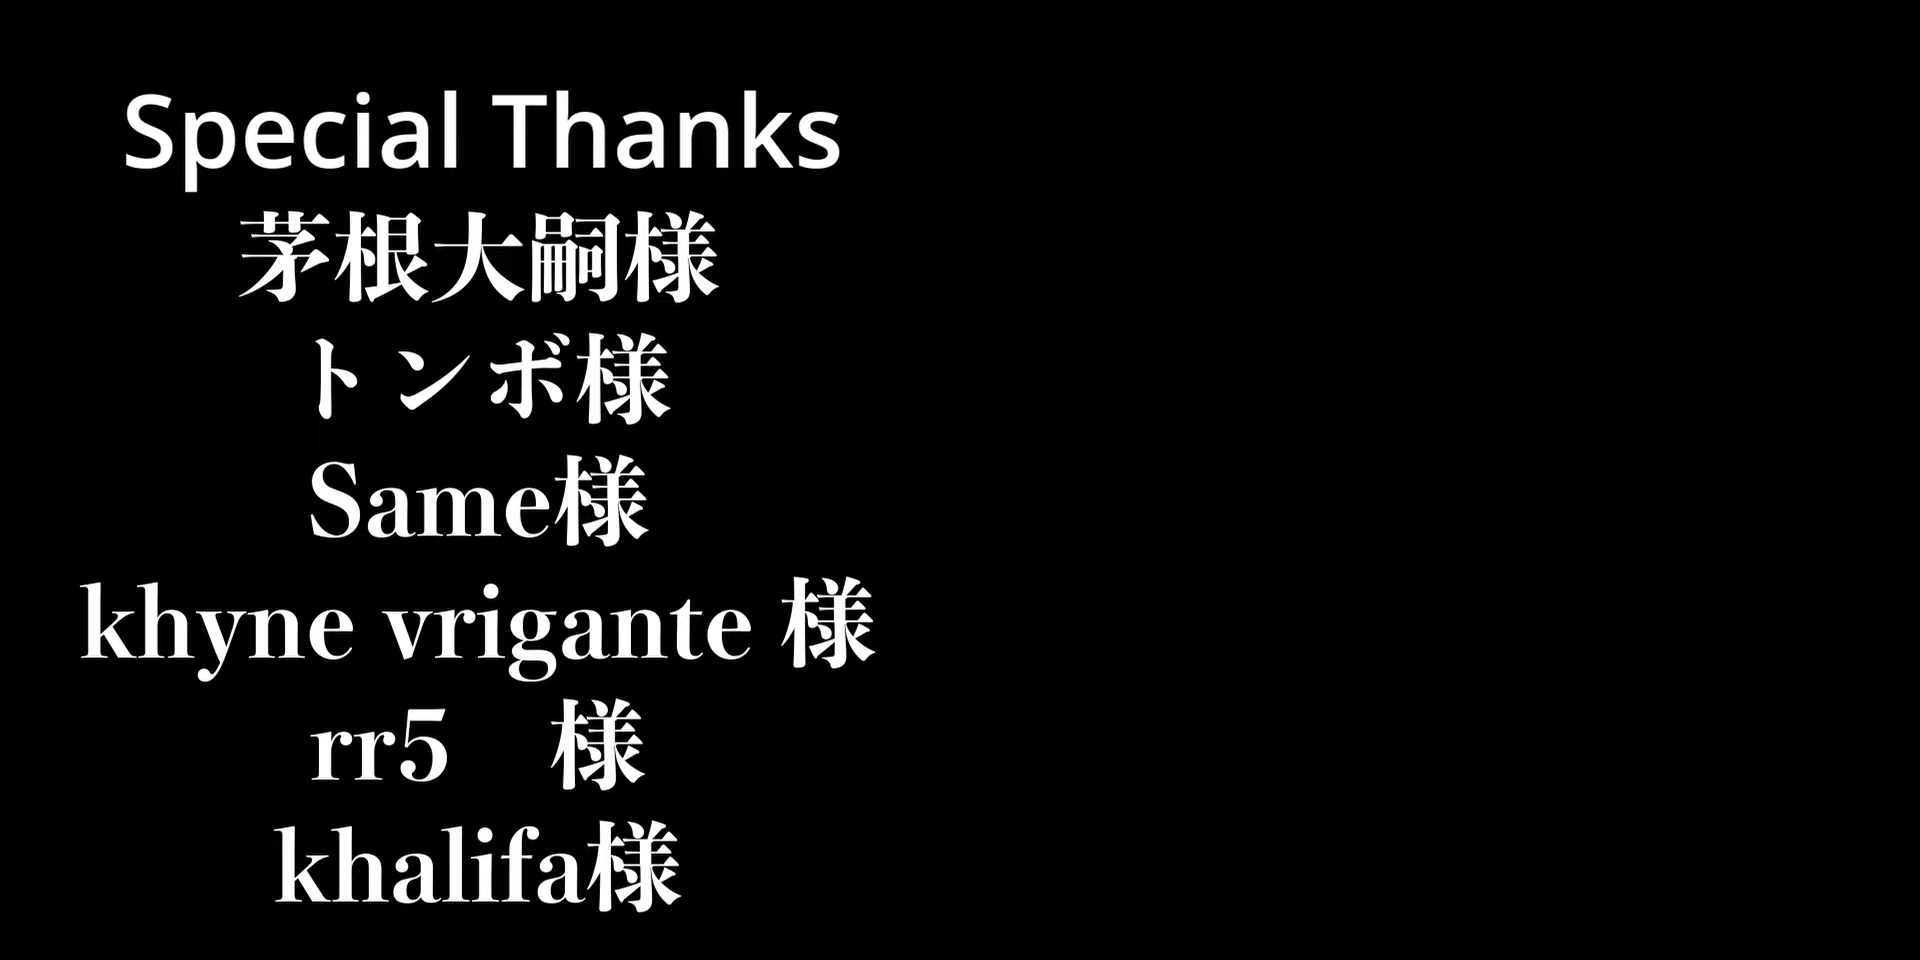 Special Thanks
茅根大嗣様
トンボ様
Same様
khyne vrigante 様
rr5　様
khalifa様